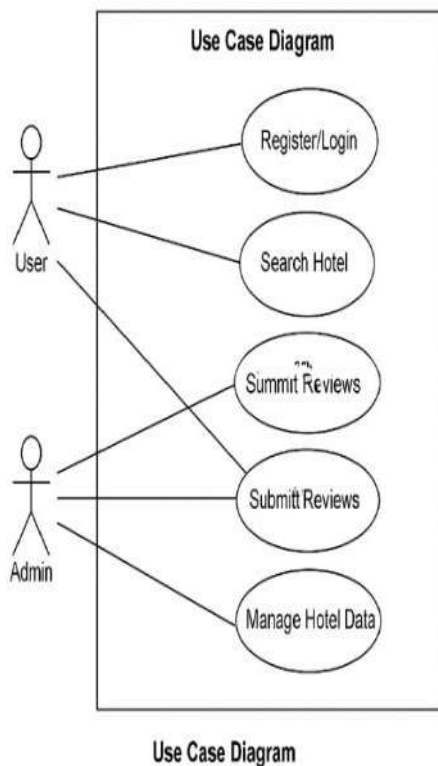 Use Case Diagram
Register/Login
User
Search Hotel
Summit Reviews
Submitt Reviews
Admin
Manage Hotel Data
Use Case Diagram